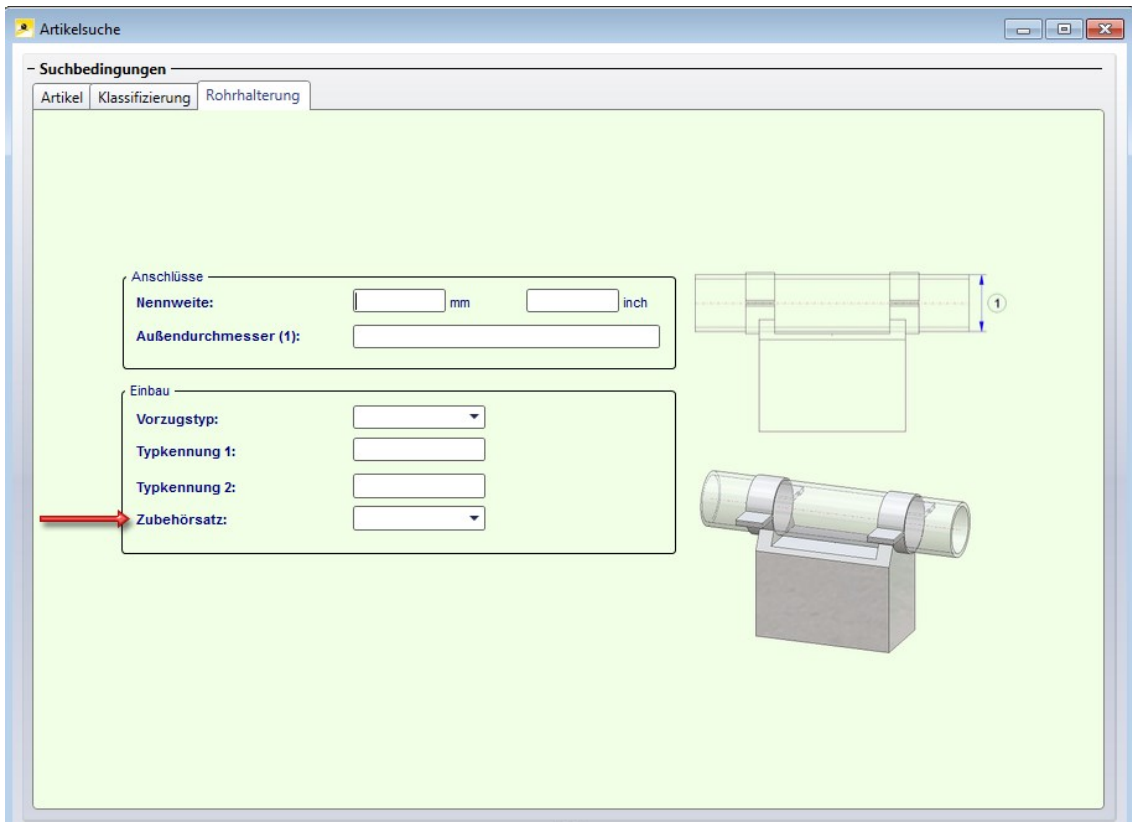 Artikelsuche
Suchbedingungen
Artikel Klassifizierung Rohrhalterung
Anschlüsse
Nennweite: mm inch
Außendurchmesser (1):
1
Einbau
Vorzugstyp:
Typkennung 1:
Typkennung 2:
Zubehörsatz: